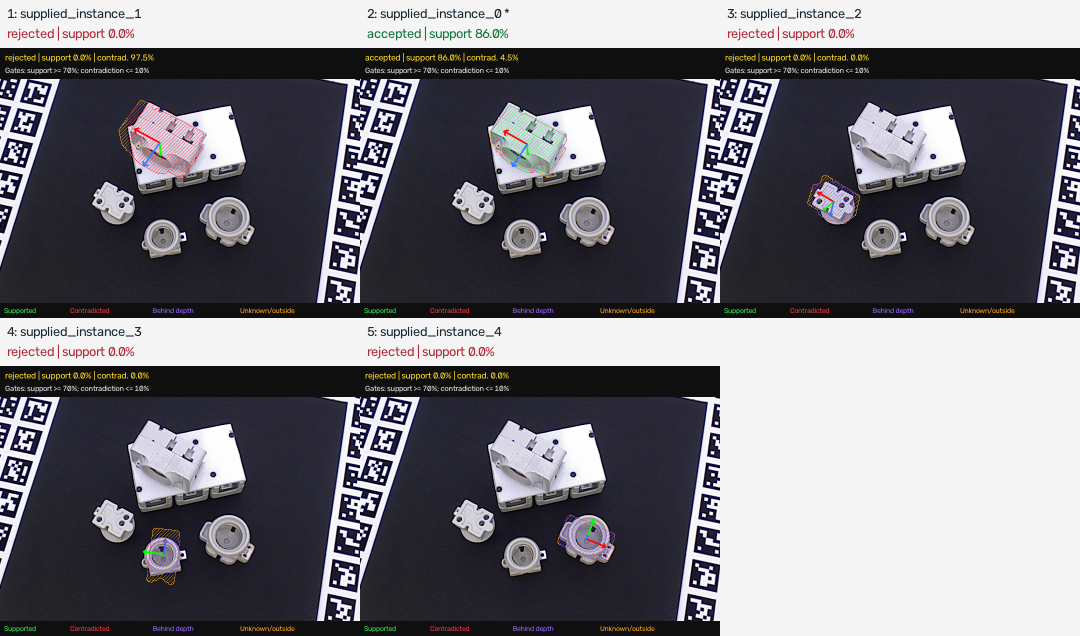 1: supplied_instance_1
rejected | support 0.0%
rejected | support 0.0% | contrad. 97.5%
Gates: support >= 70%; contradiction <= 10%
Supported Contradicted Behind depth Unknown/outside
2: supplied_instance_0 *
accepted | support 86.0%
accepted | support 86.0% | contrad. 4.5%
Gates: support >= 70%; contradiction <= 10%
Supported Contradicted Behind depth Unknown/outside
3: supplied_instance_2
rejected | support 0.0%
rejected | support 0.0% | contrad. 0.0%
Gates: support >= 70%; contradiction <= 10%
Supported Contradicted Behind depth Unknown/outside
4: supplied_instance_3
rejected | support 0.0%
rejected | support 0.0% | contrad. 0.0%
Gates: support >= 70%; contradiction <= 10%
Supported Contradicted Behind depth Unknown/outside
5: supplied_instance_4
rejected | support 0.0%
rejected | support 0.0% | contrad. 0.0%
Gates: support >= 70%; contradiction <= 10%
Supported Contradicted Behind depth Unknown/outside